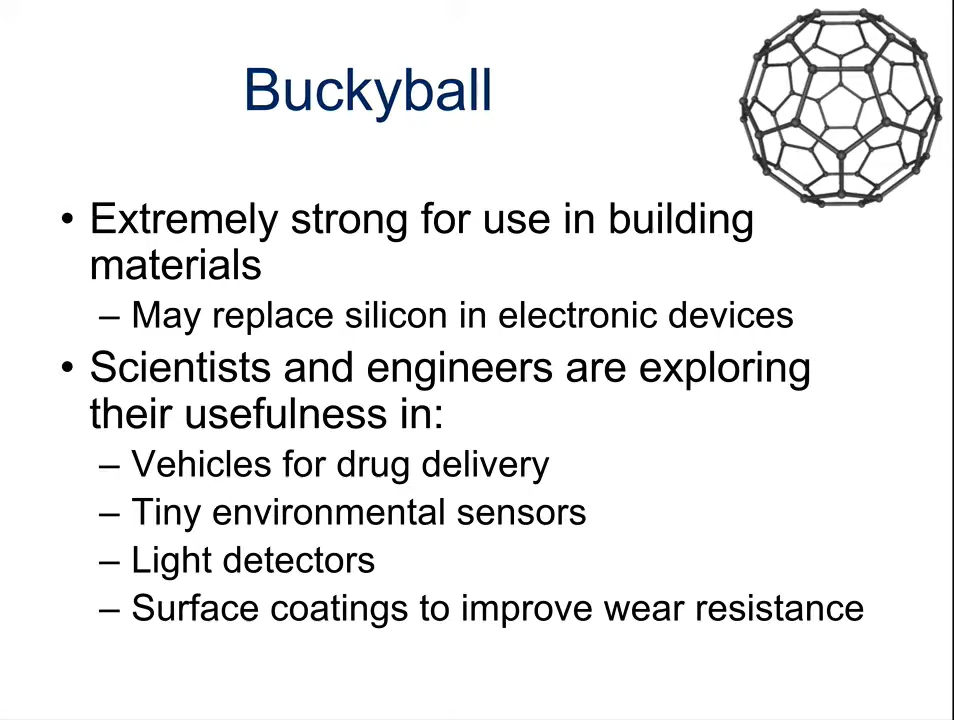 Buckyball
• Extremely strong for use in building
materials
– May replace silicon in electronic devices
• Scientists and engineers are exploring
their usefulness in:
– Vehicles for drug delivery
– Tiny environmental sensors
– Light detectors
– Surface coatings to improve wear resistance